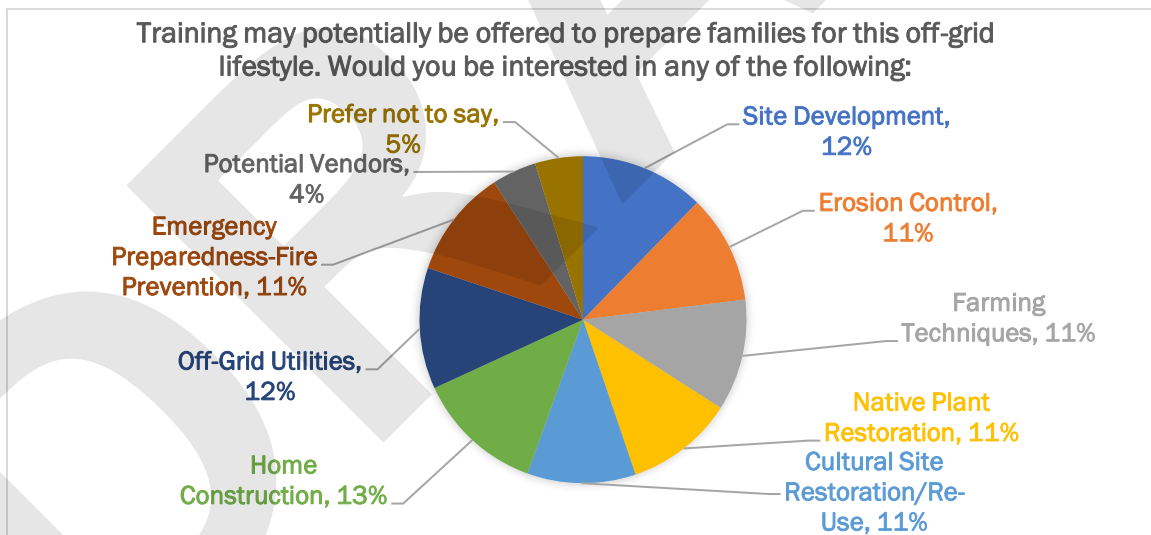 Training may potentially be offered to prepare families for this off-grid
lifestyle. Would you be interested in any of the following:
Prefer not to say,
5%
Site Development,
12%
Potential Vendors,
4%
Erosion Control,
11%
Emergency
Preparedness-Fire
Prevention, 11%
Farming
Techniques, 11%
Off-Grid Utilities,
12%
Native Plant
Restoration, 11%
Home
Construction, 13%
Cultural Site
Restoration/Re-
Use, 11%